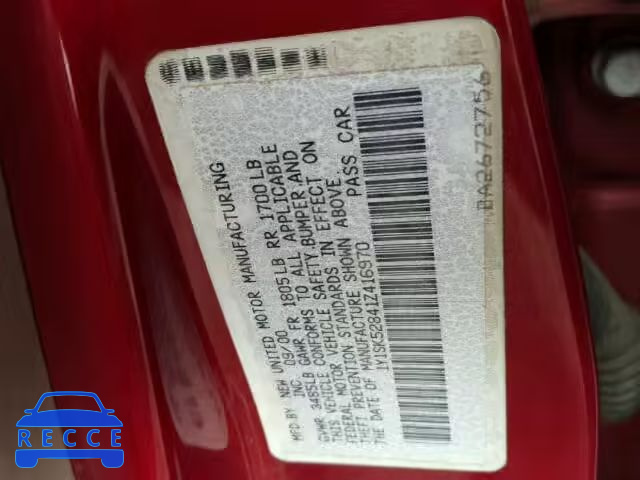 MFD.BY NEW UNITED MOTOR MANUFACTURING
INC. 09/00
GVWR 3485LB GAWR FR 1805LB RR 1700LB
THIS VEHICLE CONFORMS TO ALL APPLICABLE
FEDERAL MOTOR VEHICLE SAFETY,BUMPER,AND
THEFT PREVENTION STANDARDS IN EFFECT ON
THE DATE OF MANUFACTURE SHOWN ABOVE.
1Y1SK52841Z416970 PASS CAR
BA2672756
RECCE